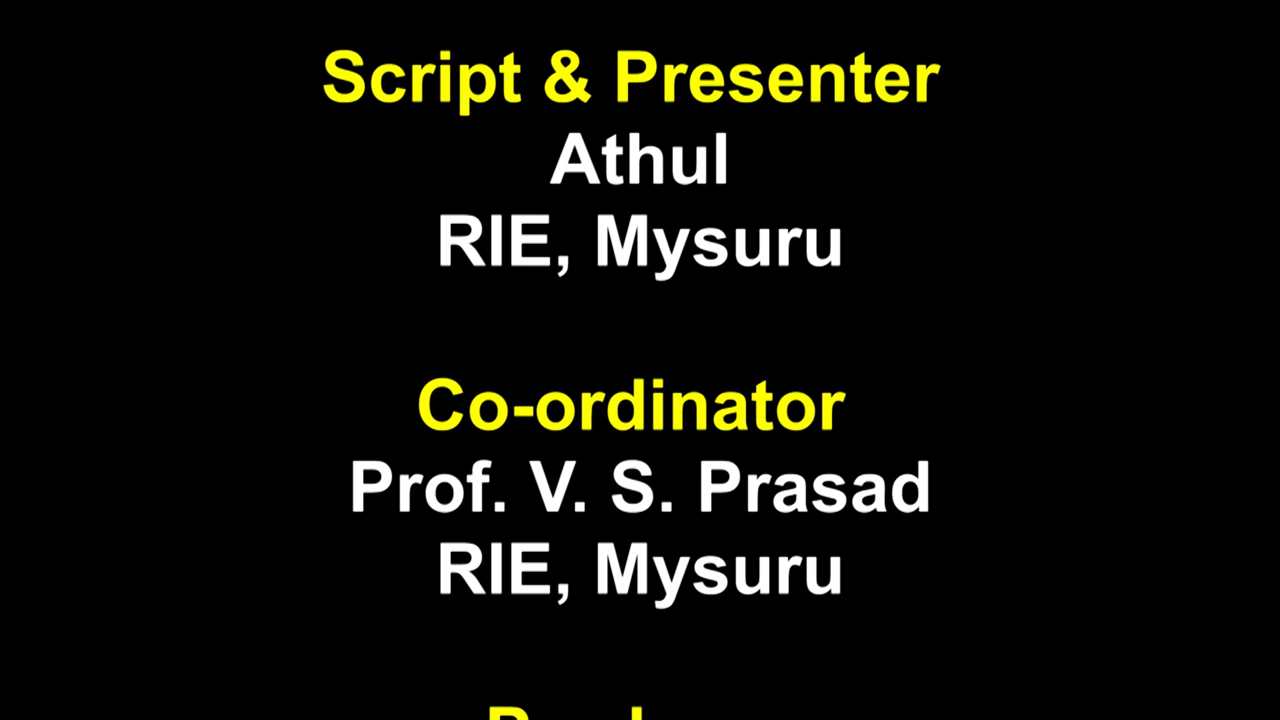 Script & Presenter
Athul
RIE, Mysuru
Co-ordinator
Prof. V. S. Prasad
RIE, Mysuru